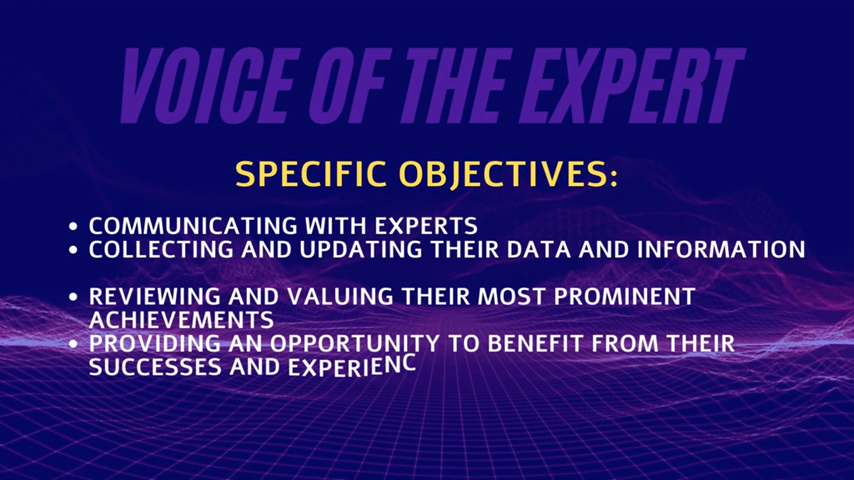 VOICE OF THE EXPERT
SPECIFIC OBJECTIVES:
• COMMUNICATING WITH EXPERTS
• COLLECTING AND UPDATING THEIR DATA AND INFORMATION
• REVIEWING AND VALUING THEIR MOST PROMINENT
ACHIEVEMENTS
• PROVIDING AN OPPORTUNITY TO BENEFIT FROM THEIR
SUCCESSES AND EXPERIENC